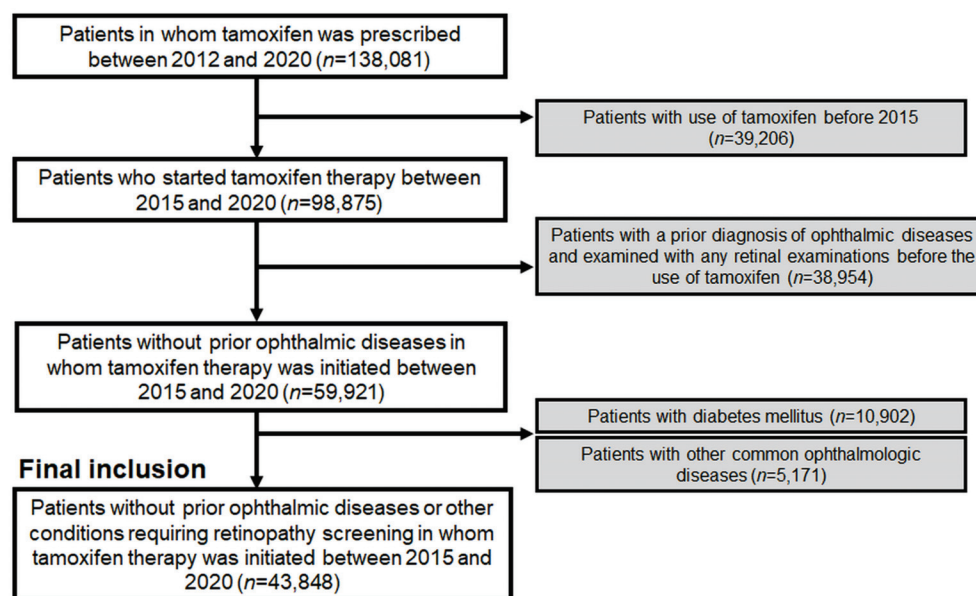 Patients in whom tamoxifen was prescribed
between 2012 and 2020 (n=138,081)
Patients with use of tamoxifen before 2015
(n=39,206)
Patients who started tamoxifen therapy between
2015 and 2020 (n=98,875)
Patients with a prior diagnosis of ophthalmic diseases
and examined with any retinal examinations before the
use of tamoxifen (n=38,954)
Patients without prior ophthalmic diseases in
whom tamoxifen therapy was initiated between
2015 and 2020 (n=59,921)
Patients with diabetes mellitus (n=10,902)
Patients with other common ophthalmologic
diseases (n=5,171)
Final inclusion
Patients without prior ophthalmic diseases or other
conditions requiring retinopathy screening in whom
tamoxifen therapy was initiated between 2015 and
2020 (n=43,848)